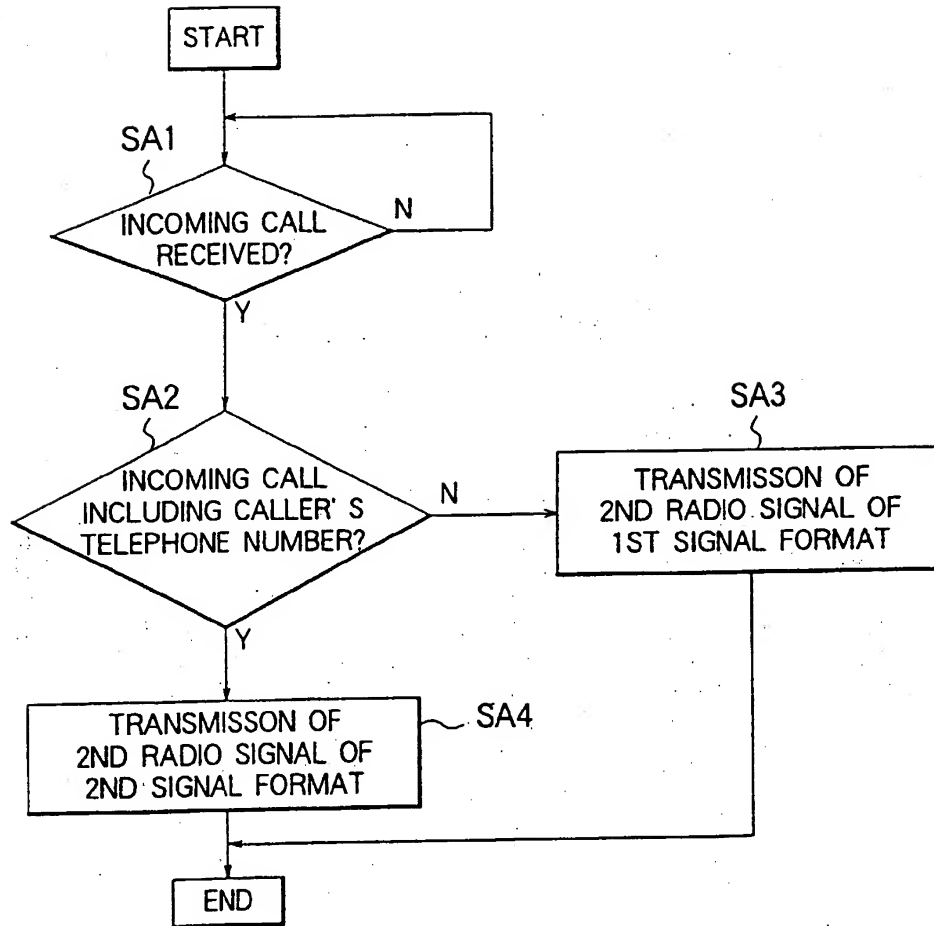 START
SA1
INCOMING CALL
RECEIVED?
N
Y
SA2
INCOMING CALL
INCLUDING CALLER' S
TELEPHONE NUMBER?
N
Y
SA3
TRANSMISSON OF
2ND RADIO SIGNAL OF
1ST SIGNAL FORMAT
TRANSMISSON OF
2ND RADIO SIGNAL OF
2ND SIGNAL FORMAT
SA4
END